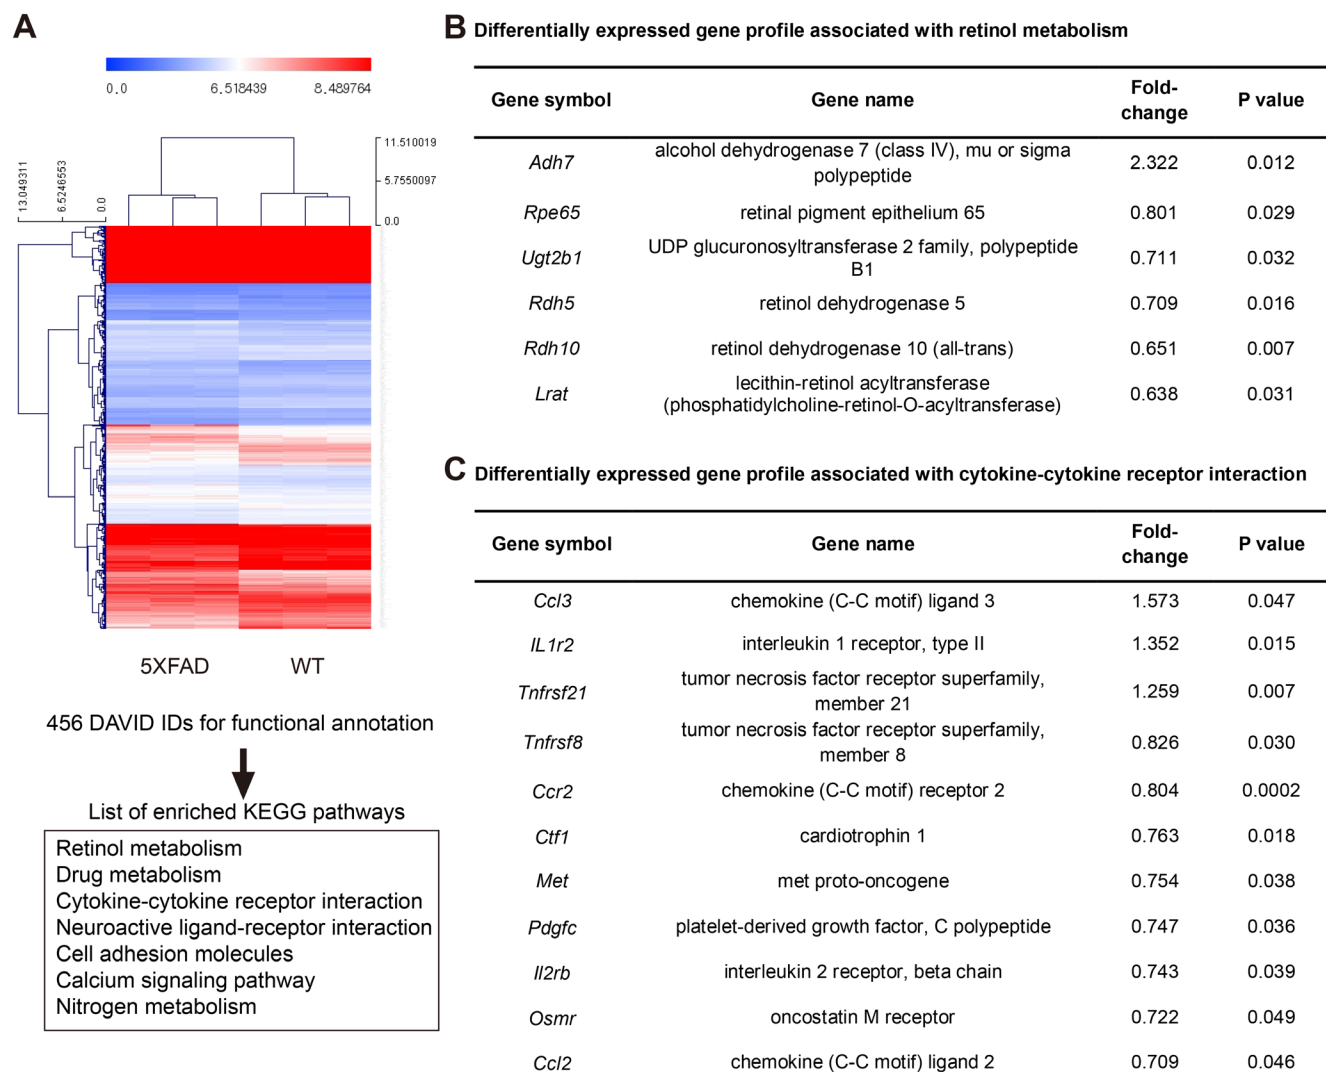 A
0.0 6.518439 8.489764
11.510019
5.7550097
0.0
13.049311
6.5246553
0.0
5XFAD WT
456 DAVID IDs for functional annotation
List of enriched KEGG pathways
Retinol metabolism
Drug metabolism
Cytokine-cytokine receptor interaction
Neuroactive ligand-receptor interaction
Cell adhesion molecules
Calcium signaling pathway
Nitrogen metabolism
B Differentially expressed gene profile associated with retinol metabolism
Gene symbol Gene name Fold-change P value
Adh7 alcohol dehydrogenase 7 (class IV), mu or sigma polypeptide 2.322 0.012
Rpe65 retinal pigment epithelium 65 0.801 0.029
Ugt2b1 UDP glucuronosyltransferase 2 family, polypeptide B1 0.711 0.032
Rdh5 retinol dehydrogenase 5 0.709 0.016
Rdh10 retinol dehydrogenase 10 (all-trans) 0.651 0.007
Lrat lecithin-retinol acyltransferase (phosphatidylcholine-retinol-O-acyltransferase) 0.638 0.031
C Differentially expressed gene profile associated with cytokine-cytokine receptor interaction
Gene symbol Gene name Fold-change P value
Ccl3 chemokine (C-C motif) ligand 3 1.573 0.047
IL1r2 interleukin 1 receptor, type II 1.352 0.015
Tnfrsf21 tumor necrosis factor receptor superfamily, member 21 1.259 0.007
Tnfrsf8 tumor necrosis factor receptor superfamily, member 8 0.826 0.030
Ccr2 chemokine (C-C motif) receptor 2 0.804 0.0002
Ctf1 cardiotrophin 1 0.763 0.018
Met met proto-oncogene 0.754 0.038
Pdgfc platelet-derived growth factor, C polypeptide 0.747 0.036
Il2rb interleukin 2 receptor, beta chain 0.743 0.039
Osmr oncostatin M receptor 0.722 0.049
Ccl2 chemokine (C-C motif) ligand 2 0.709 0.046